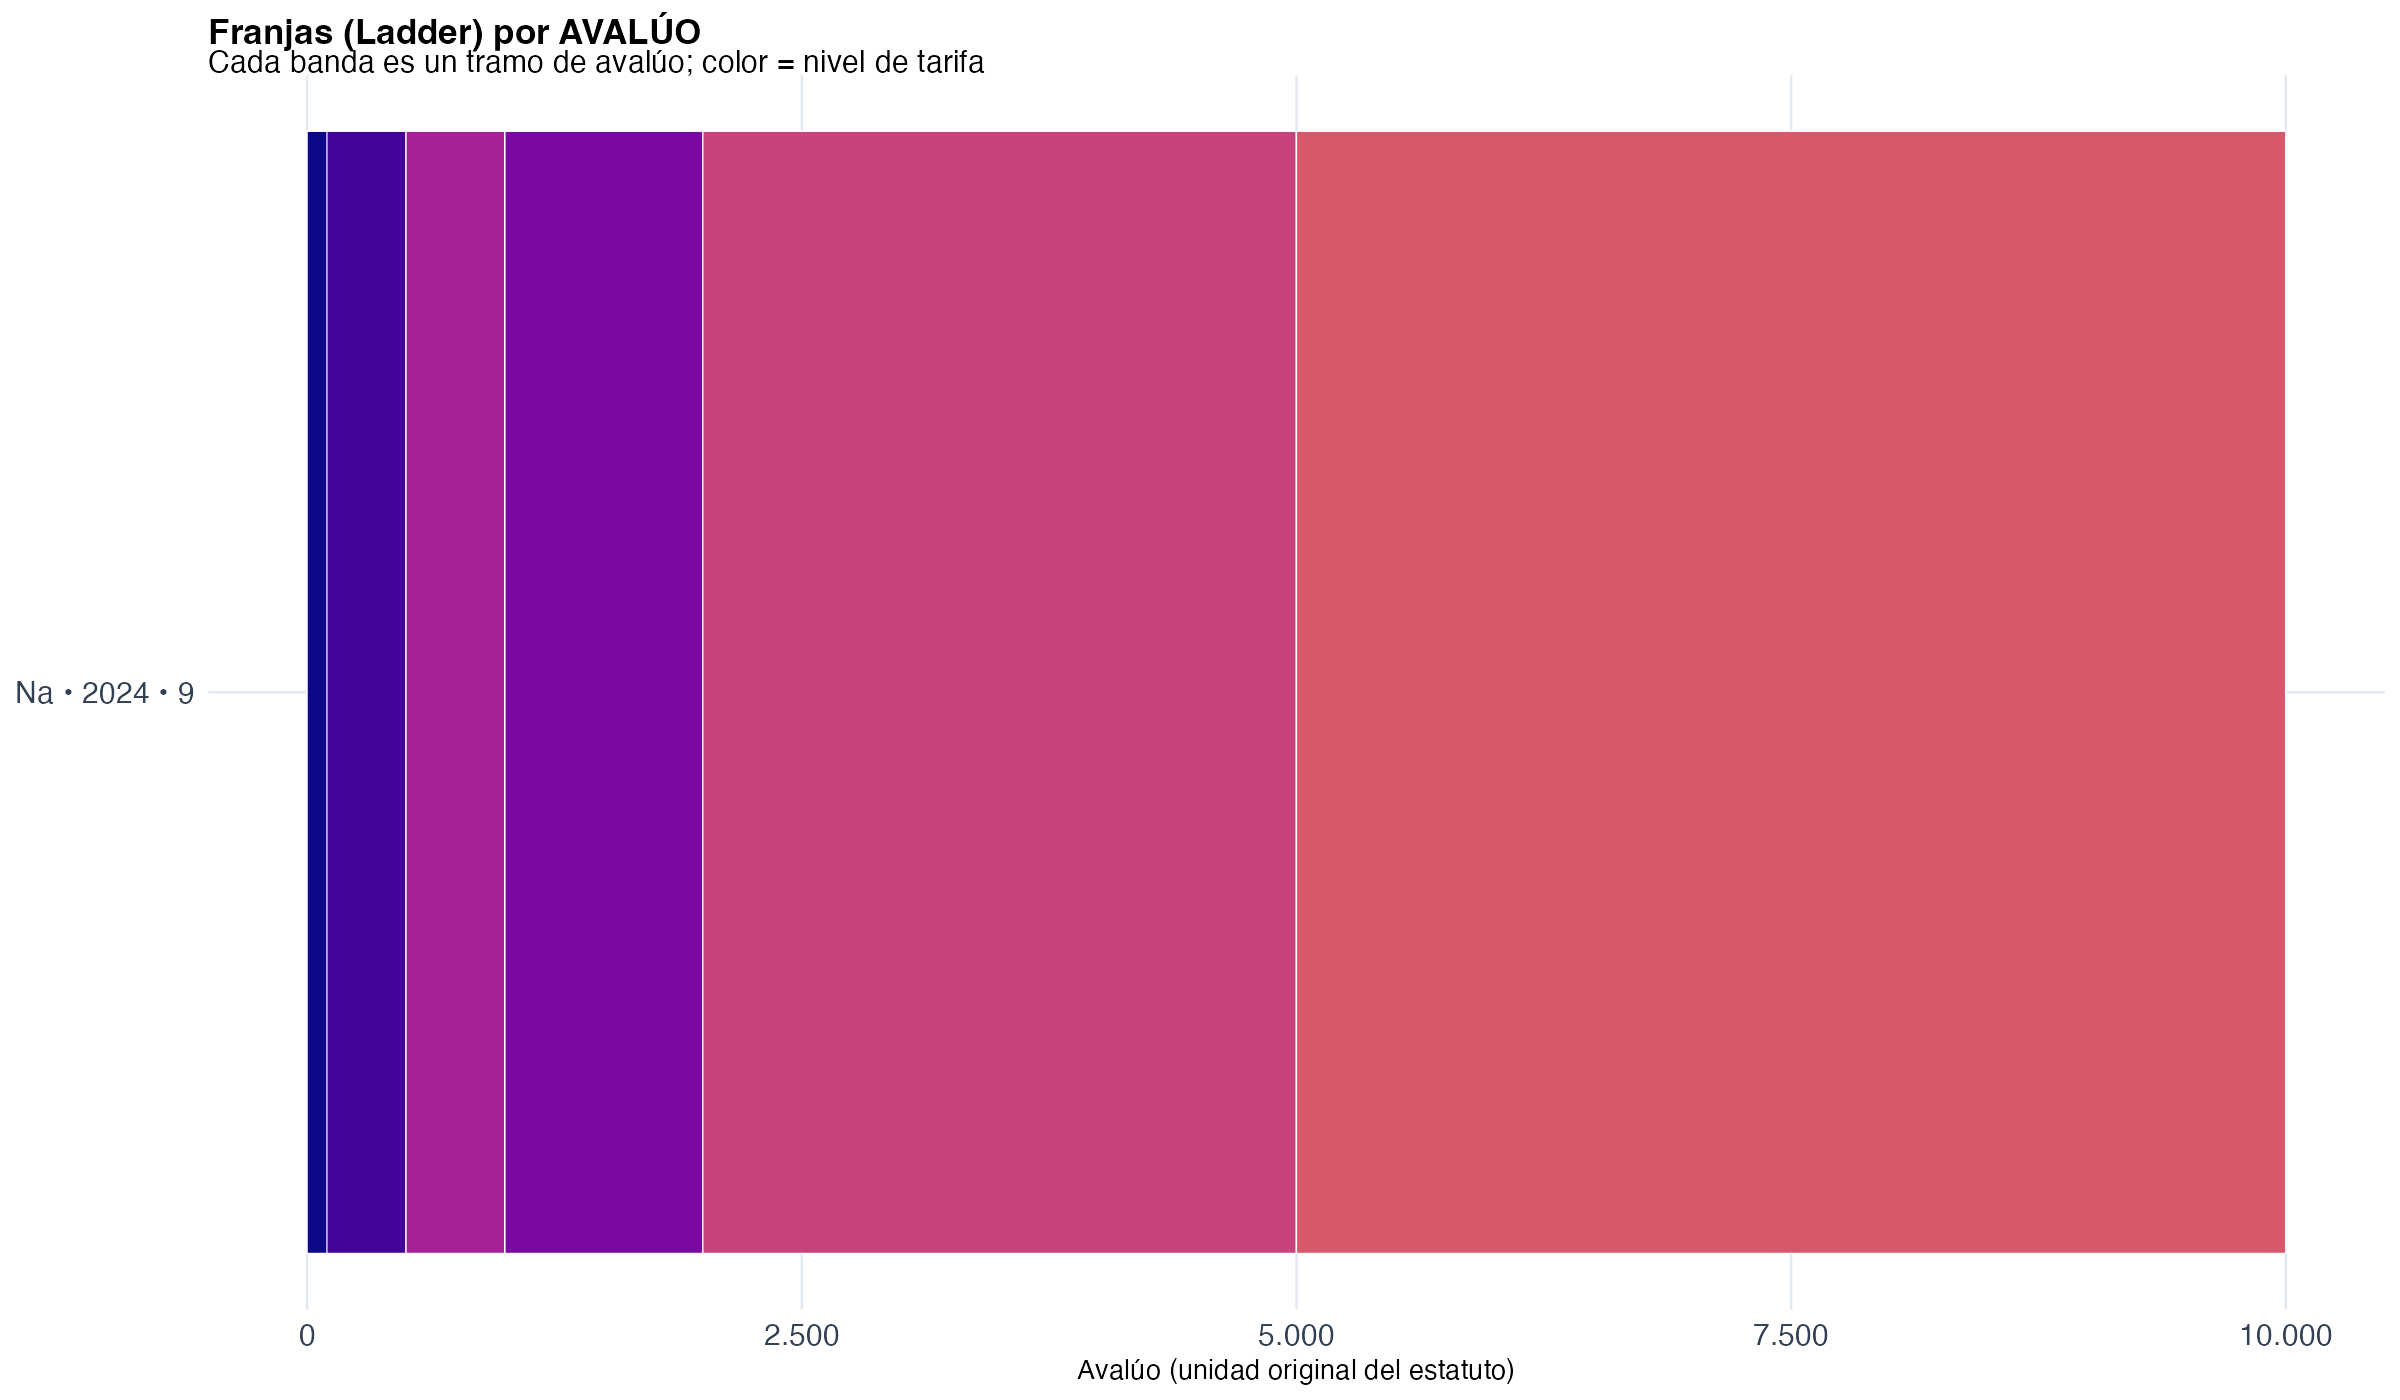 Franjas (Ladder) por AVALÚO
Cada banda es un tramo de avalúo; color = nivel de tarifa
Na • 2024 • 9
0 2.500 5.000 7.500 10.000
Avalúo (unidad original del estatuto)